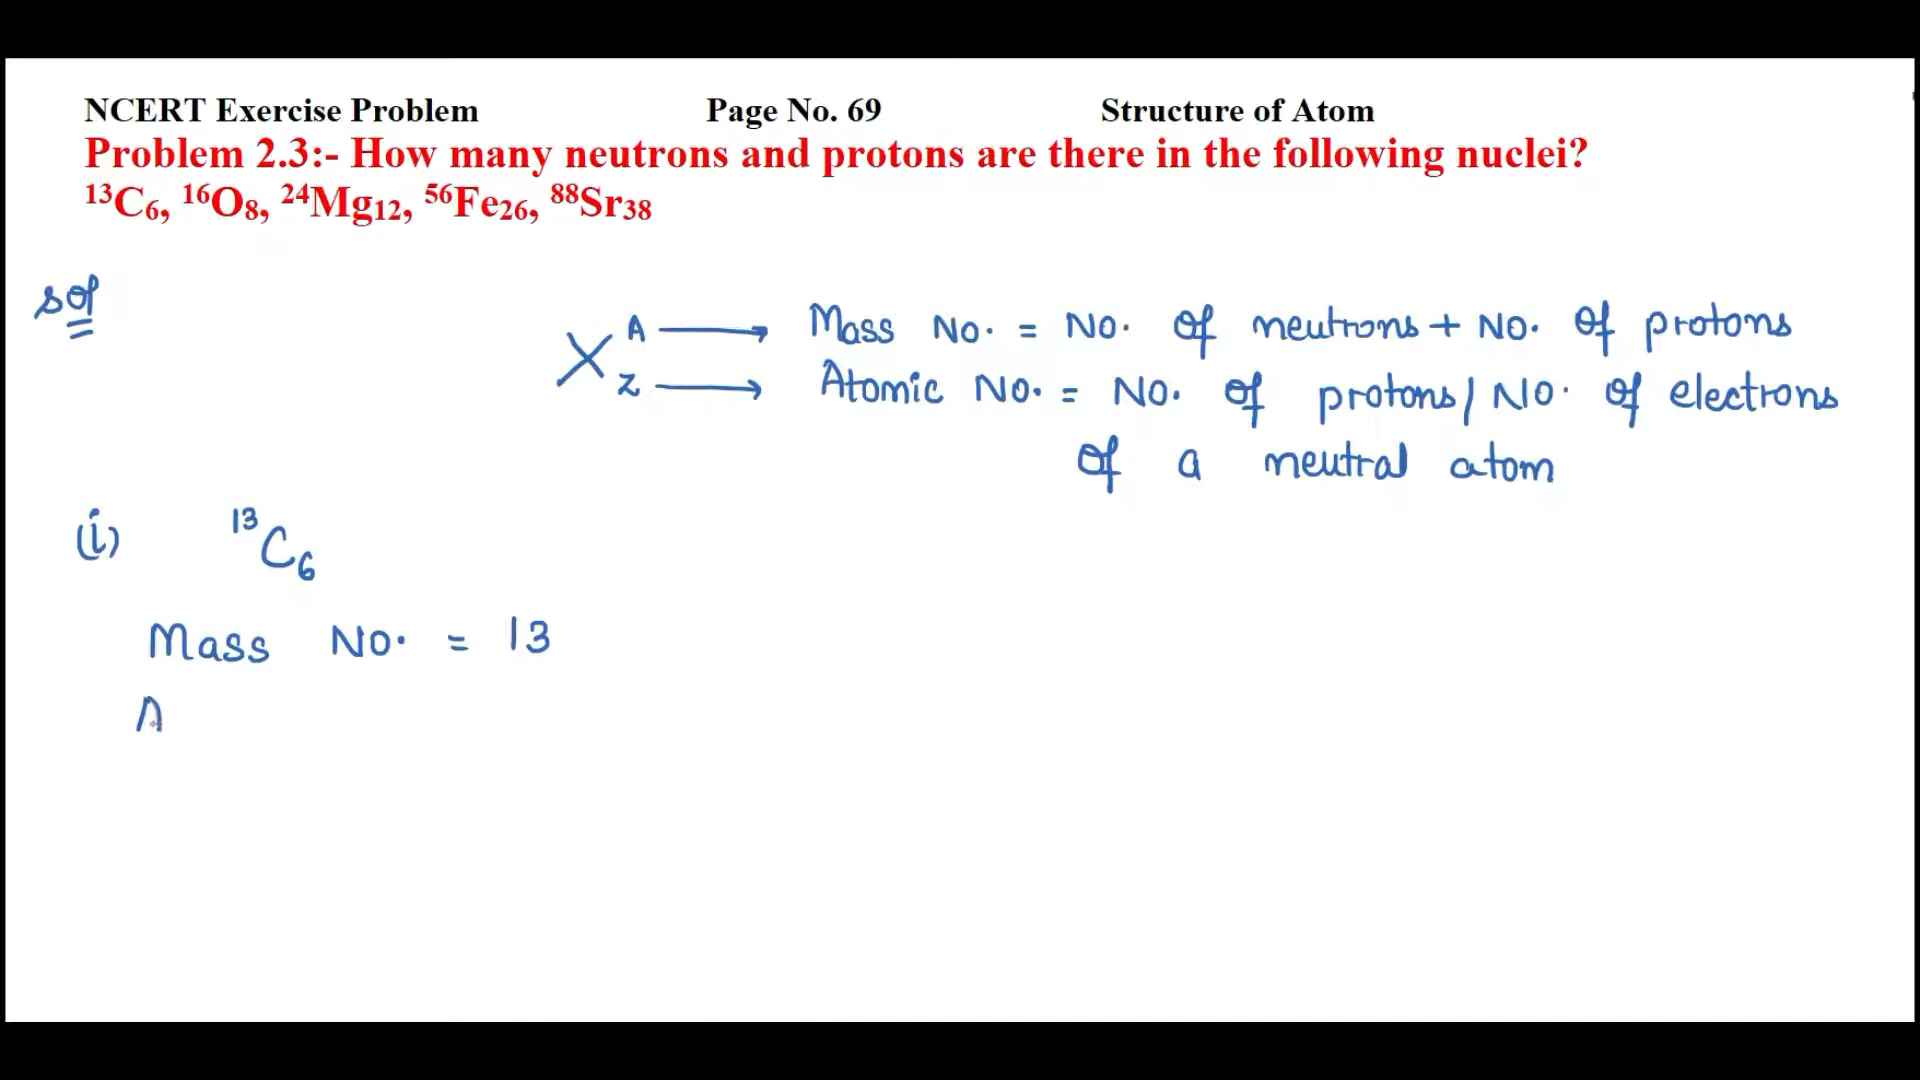 NCERT Exercise Problem Page No. 69 Structure of Atom
Problem 2.3:- How many neutrons and protons are there in the following nuclei?
¹³C₆, ¹⁶O₈, ²⁴Mg₁₂, ⁵⁶Fe₂₆, ⁸⁸Sr₃₈
Sol
X A → Mass No. = No. of neutrons + No. of protons
Z → Atomic No. = No. of protons / No. of electrons
of a neutral atom
(i) ¹³C₆
Mass No. = 13
A